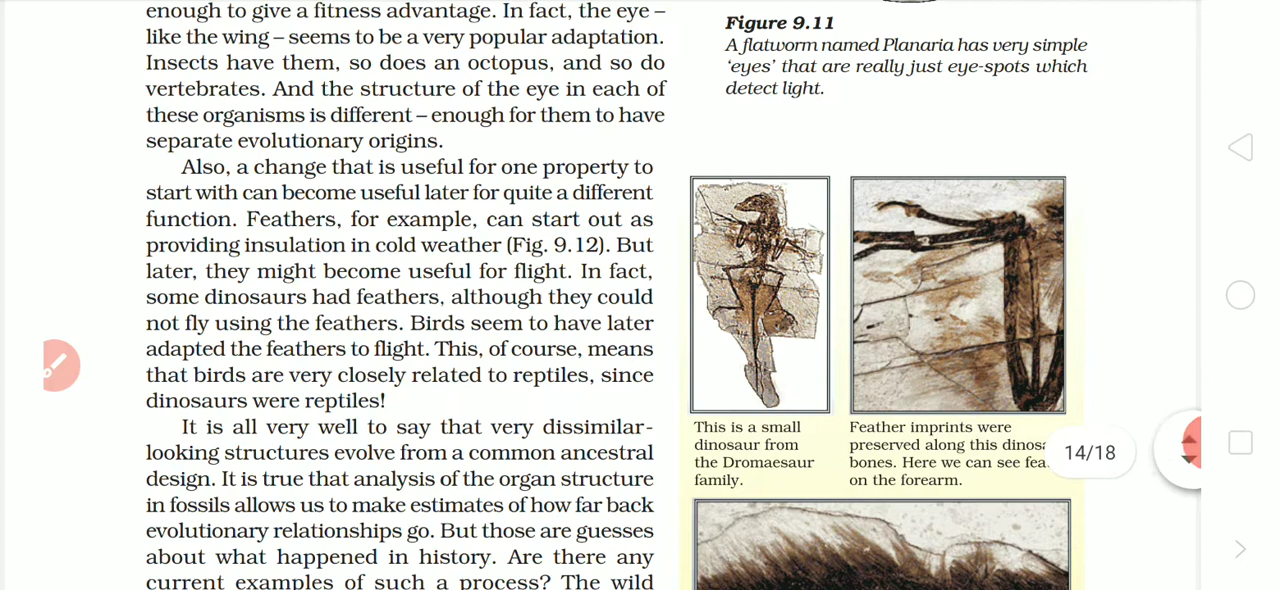 enough to give a fitness advantage. In fact, the eye –
like the wing – seems to be a very popular adaptation.
Insects have them, so does an octopus, and so do
vertebrates. And the structure of the eye in each of
these organisms is different – enough for them to have
separate evolutionary origins.
Also, a change that is useful for one property to
start with can become useful later for quite a different
function. Feathers, for example, can start out as
providing insulation in cold weather (Fig. 9.12). But
later, they might become useful for flight. In fact,
some dinosaurs had feathers, although they could
not fly using the feathers. Birds seem to have later
adapted the feathers to flight. This, of course, means
that birds are very closely related to reptiles, since
dinosaurs were reptiles!
It is all very well to say that very dissimilar-
looking structures evolve from a common ancestral
design. It is true that analysis of the organ structure
in fossils allows us to make estimates of how far back
evolutionary relationships go. But those are guesses
about what happened in history. Are there any
current examples of such a process? The wild
Figure 9.11
A flatworm named Planaria has very simple
‘eyes’ that are really just eye-spots which
detect light.
This is a small
dinosaur from
the Dromaesaur
family.
Feather imprints were
preserved along this dinosa
bones. Here we can see fea
on the forearm.
14/18